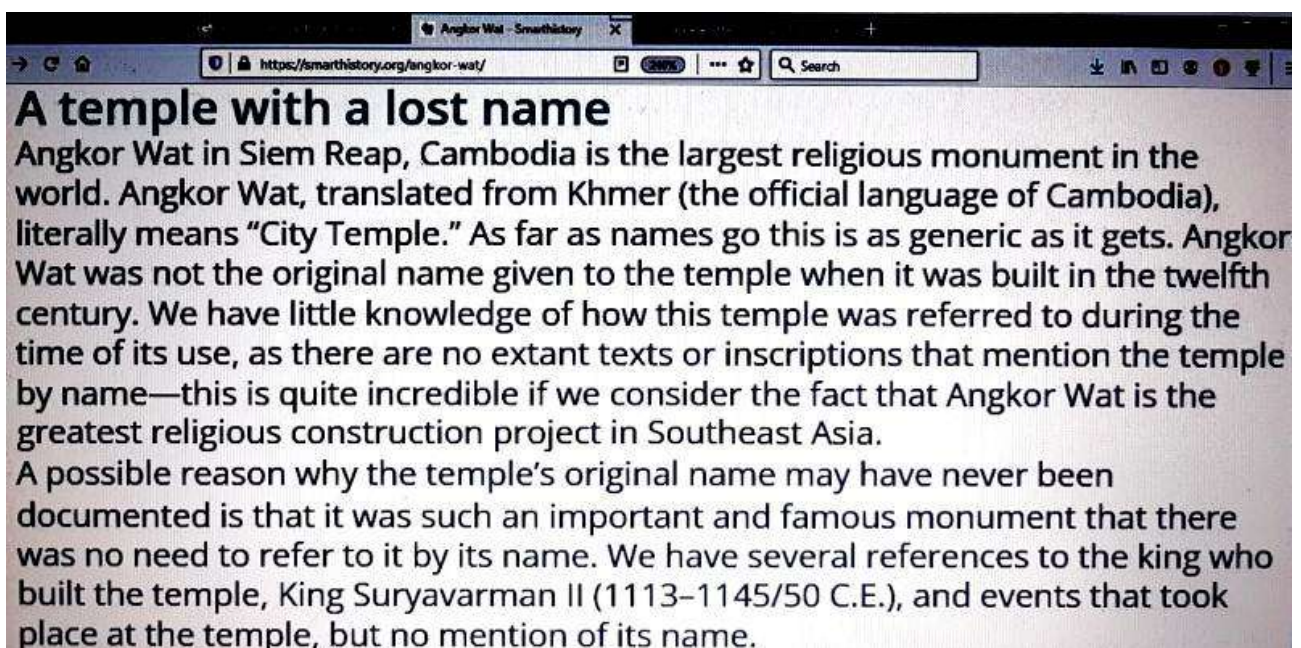 Angkor Wat - Smarthistory
https://smarthistory.org/angkor-wat/
Search
A temple with a lost name
Angkor Wat in Siem Reap, Cambodia is the largest religious monument in the
world. Angkor Wat, translated from Khmer (the official language of Cambodia),
literally means “City Temple.” As far as names go this is as generic as it gets. Angkor
Wat was not the original name given to the temple when it was built in the twelfth
century. We have little knowledge of how this temple was referred to during the
time of its use, as there are no extant texts or inscriptions that mention the temple
by name—this is quite incredible if we consider the fact that Angkor Wat is the
greatest religious construction project in Southeast Asia.
A possible reason why the temple’s original name may have never been
documented is that it was such an important and famous monument that there
was no need to refer to it by its name. We have several references to the king who
built the temple, King Suryavarman II (1113–1145/50 C.E.), and events that took
place at the temple, but no mention of its name.